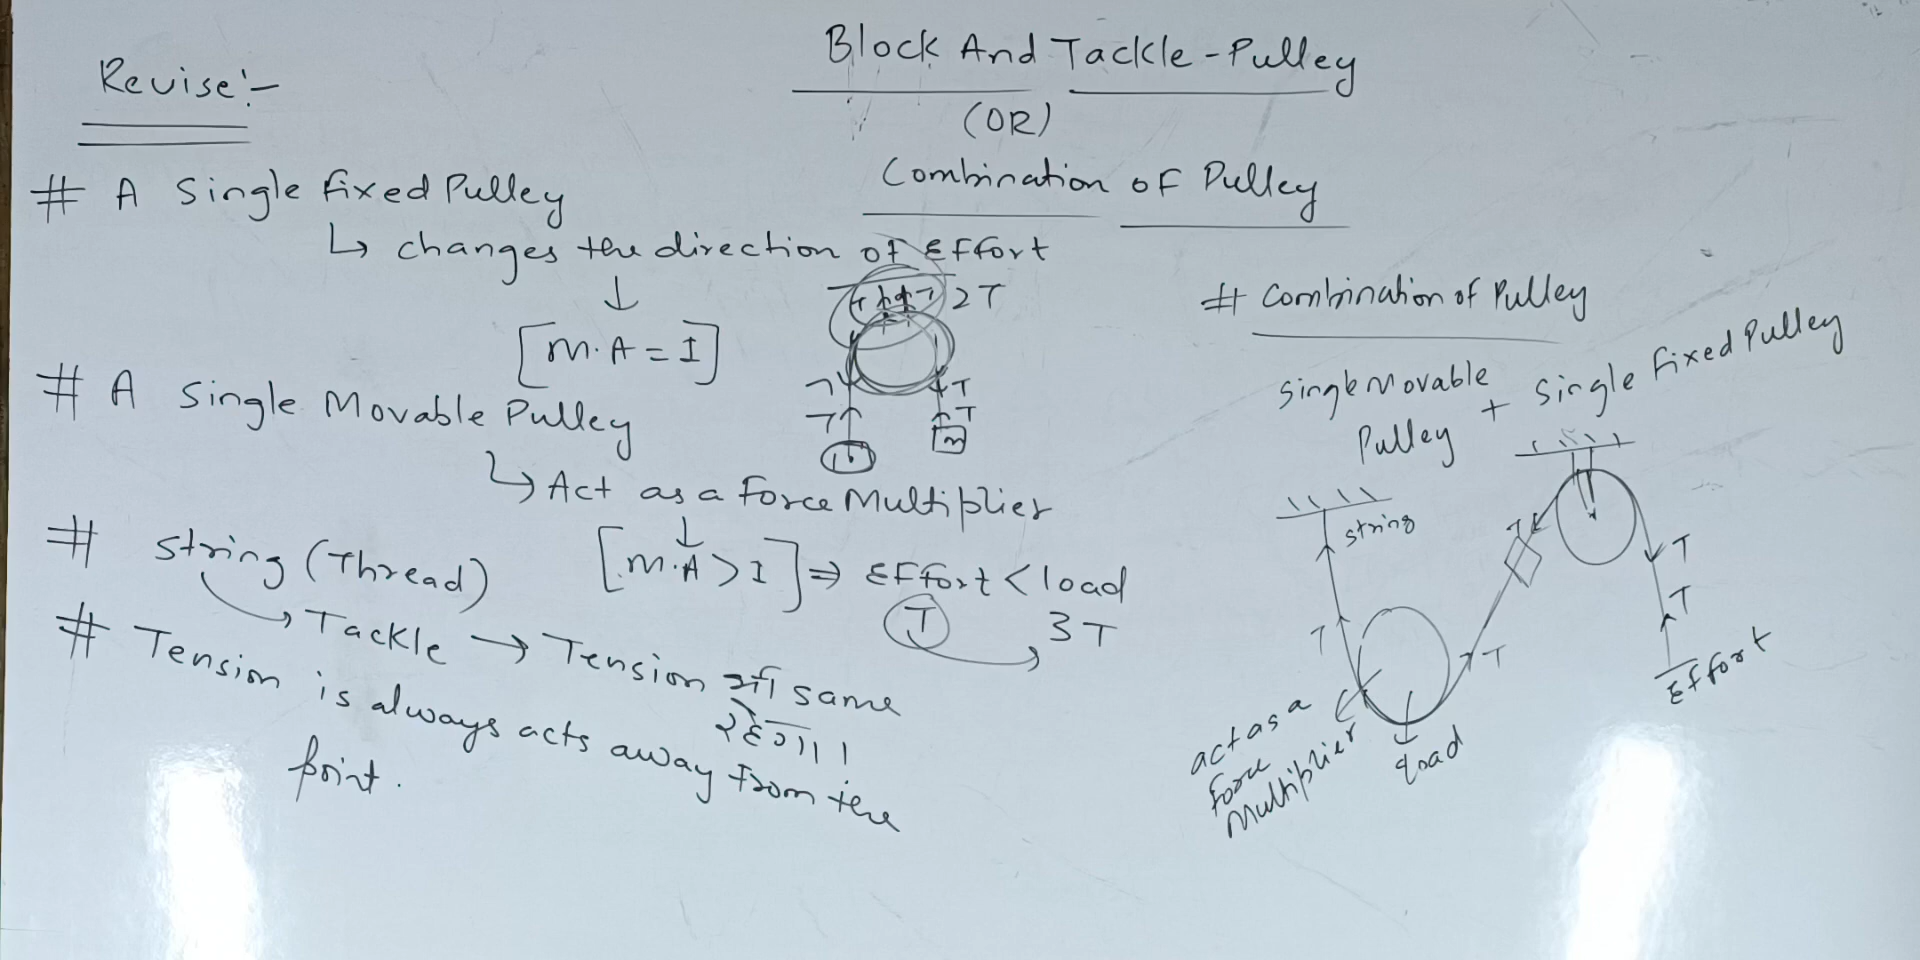 Revise:-
Block And Tackle-Pulley
(OR)
Combination of Pulley
# A Single fixed Pulley
↳ changes the direction of Effort
↓
[M.A = 1]
2T
T
T
T
T
m
# A Single Movable Pulley
↳ Act as a Force Multiplier
↓
[M.A > 1] ⇒ Effort < load
T
3T
# String (Thread)
→ Tackle → Tension भी same
रहेगा।
# Tension is always acts away from the
point.
# Combination of Pulley
Single Movable
Pulley
+ Single Fixed Pulley
string
T
T
T
T
T
Effort
load
act as a
force
Multiplier